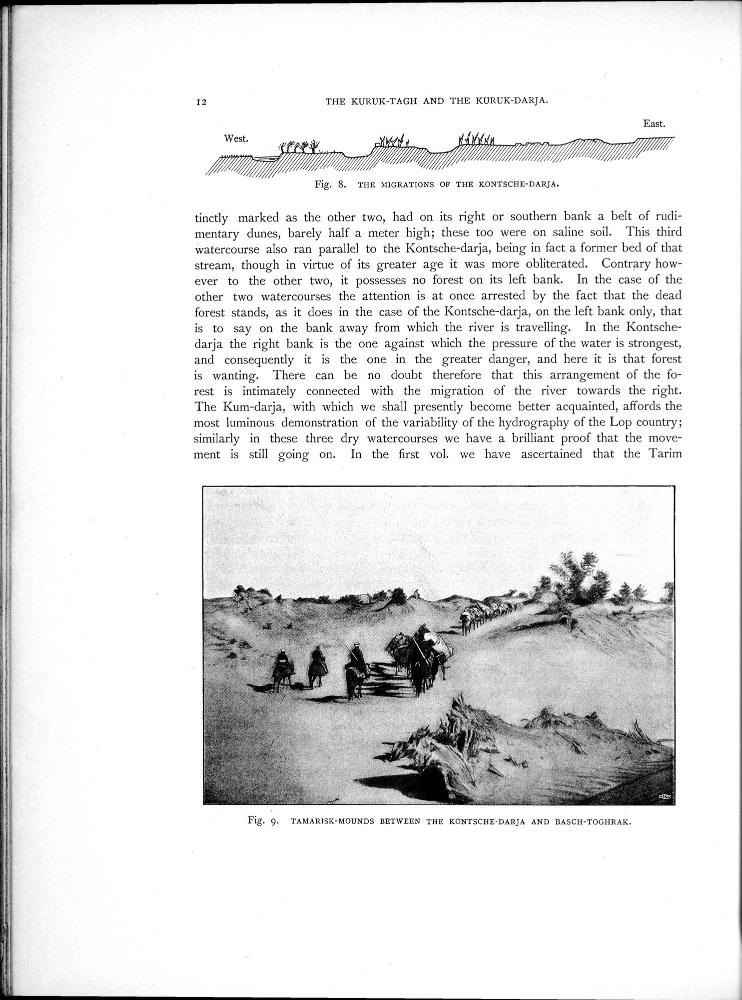 12
THE KURUK-TAGH AND THE KURUK-DARJA.
West.
East.
Fig. 8. THE MIGRATIONS OF THE KONTSCHE-DARJA.
tinctly marked as the other two, had on its right or southern bank a belt of rudi-
mentary dunes, barely half a meter high; these too were on saline soil. This third
watercourse also ran parallel to the Kontsche-darja, being in fact a former bed of that
stream, though in virtue of its greater age it was more obliterated. Contrary how-
ever to the other two, it possesses no forest on its left bank. In the case of the
other two watercourses the attention is at once arrested by the fact that the dead
forest stands, as it does in the case of the Kontsche-darja, on the left bank only, that
is to say on the bank away from which the river is travelling. In the Kontsche-
darja the right bank is the one against which the pressure of the water is strongest,
and consequently it is the one in the greater danger, and here it is that forest
is wanting. There can be no doubt therefore that this arrangement of the fo-
rest is intimately connected with the migration of the river towards the right.
The Kum-darja, with which we shall presently become better acquainted, affords the
most luminous demonstration of the variability of the hydrography of the Lop country;
similarly in these three dry watercourses we have a brilliant proof that the move-
ment is still going on. In the first vol. we have ascertained that the Tarim
Fig. 9. TAMARISK-MOUNDS BETWEEN THE KONTSCHE-DARJA AND BASCH-TOGHRAK.